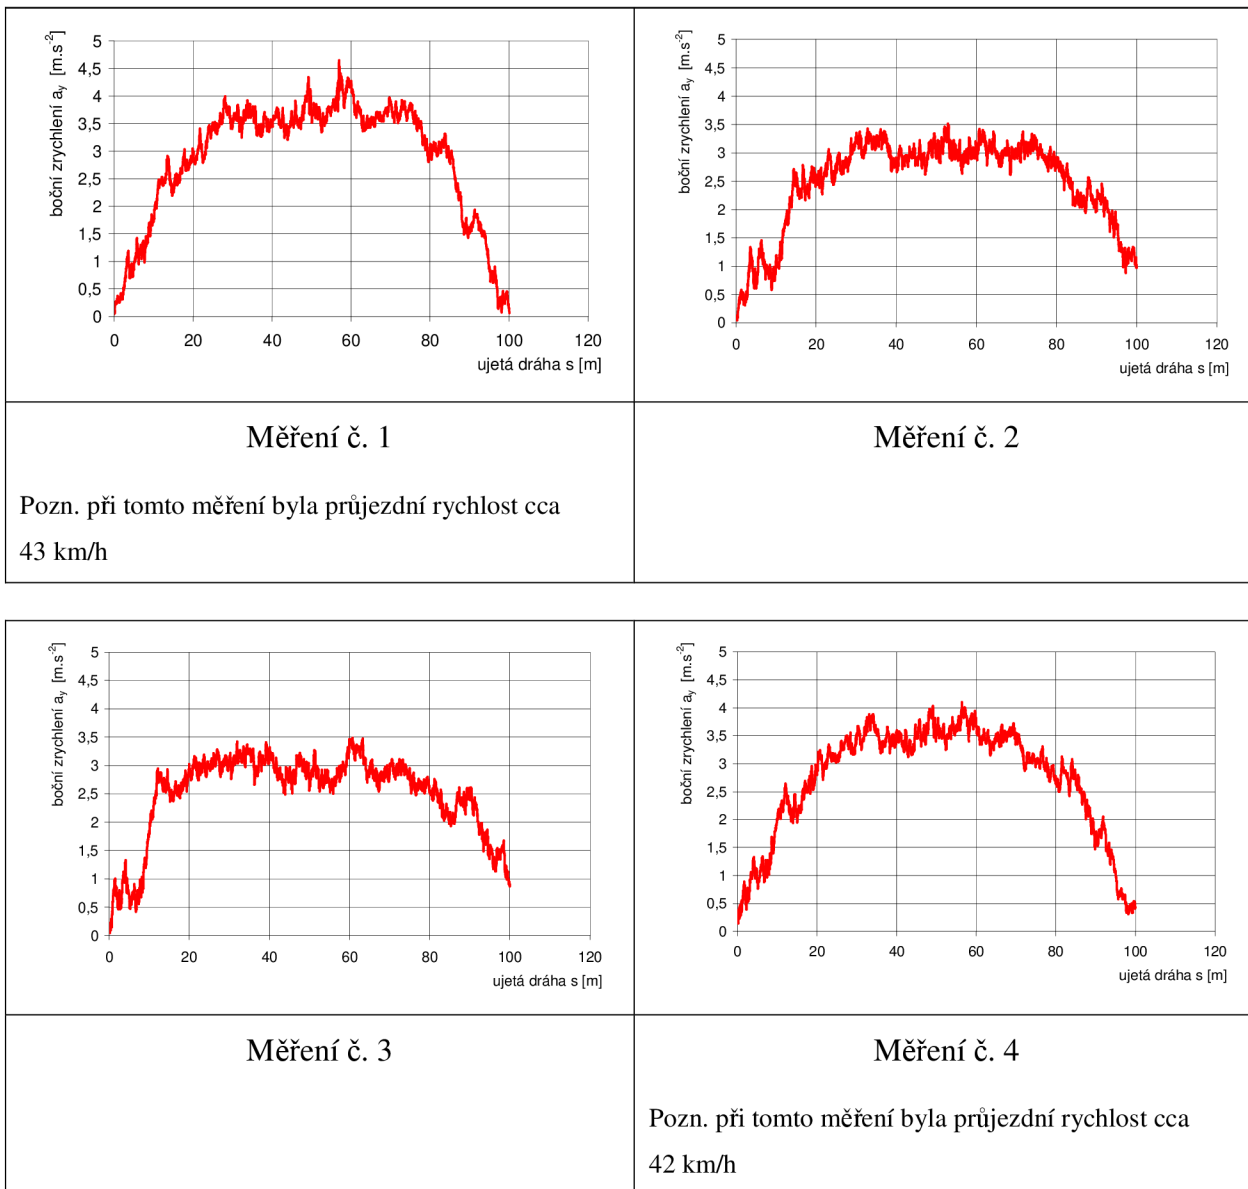 boční zrychlení ay [m.s-2]
5
4,5
4
3,5
3
2,5
2
1,5
1
0,5
0
0 20 40 60 80 100 120
ujetá dráha s [m]
Měření č. 1
Pozn. při tomto měření byla průjezdní rychlost cca
43 km/h
boční zrychlení ay [m.s-2]
5
4,5
4
3,5
3
2,5
2
1,5
1
0,5
0
0 20 40 60 80 100 120
ujetá dráha s [m]
Měření č. 2
boční zrychlení ay [m.s-2]
5
4,5
4
3,5
3
2,5
2
1,5
1
0,5
0
0 20 40 60 80 100 120
ujetá dráha s [m]
Měření č. 3
boční zrychlení ay [m.s-2]
5
4,5
4
3,5
3
2,5
2
1,5
1
0,5
0
0 20 40 60 80 100 120
ujetá dráha s [m]
Měření č. 4
Pozn. při tomto měření byla průjezdní rychlost cca
42 km/h